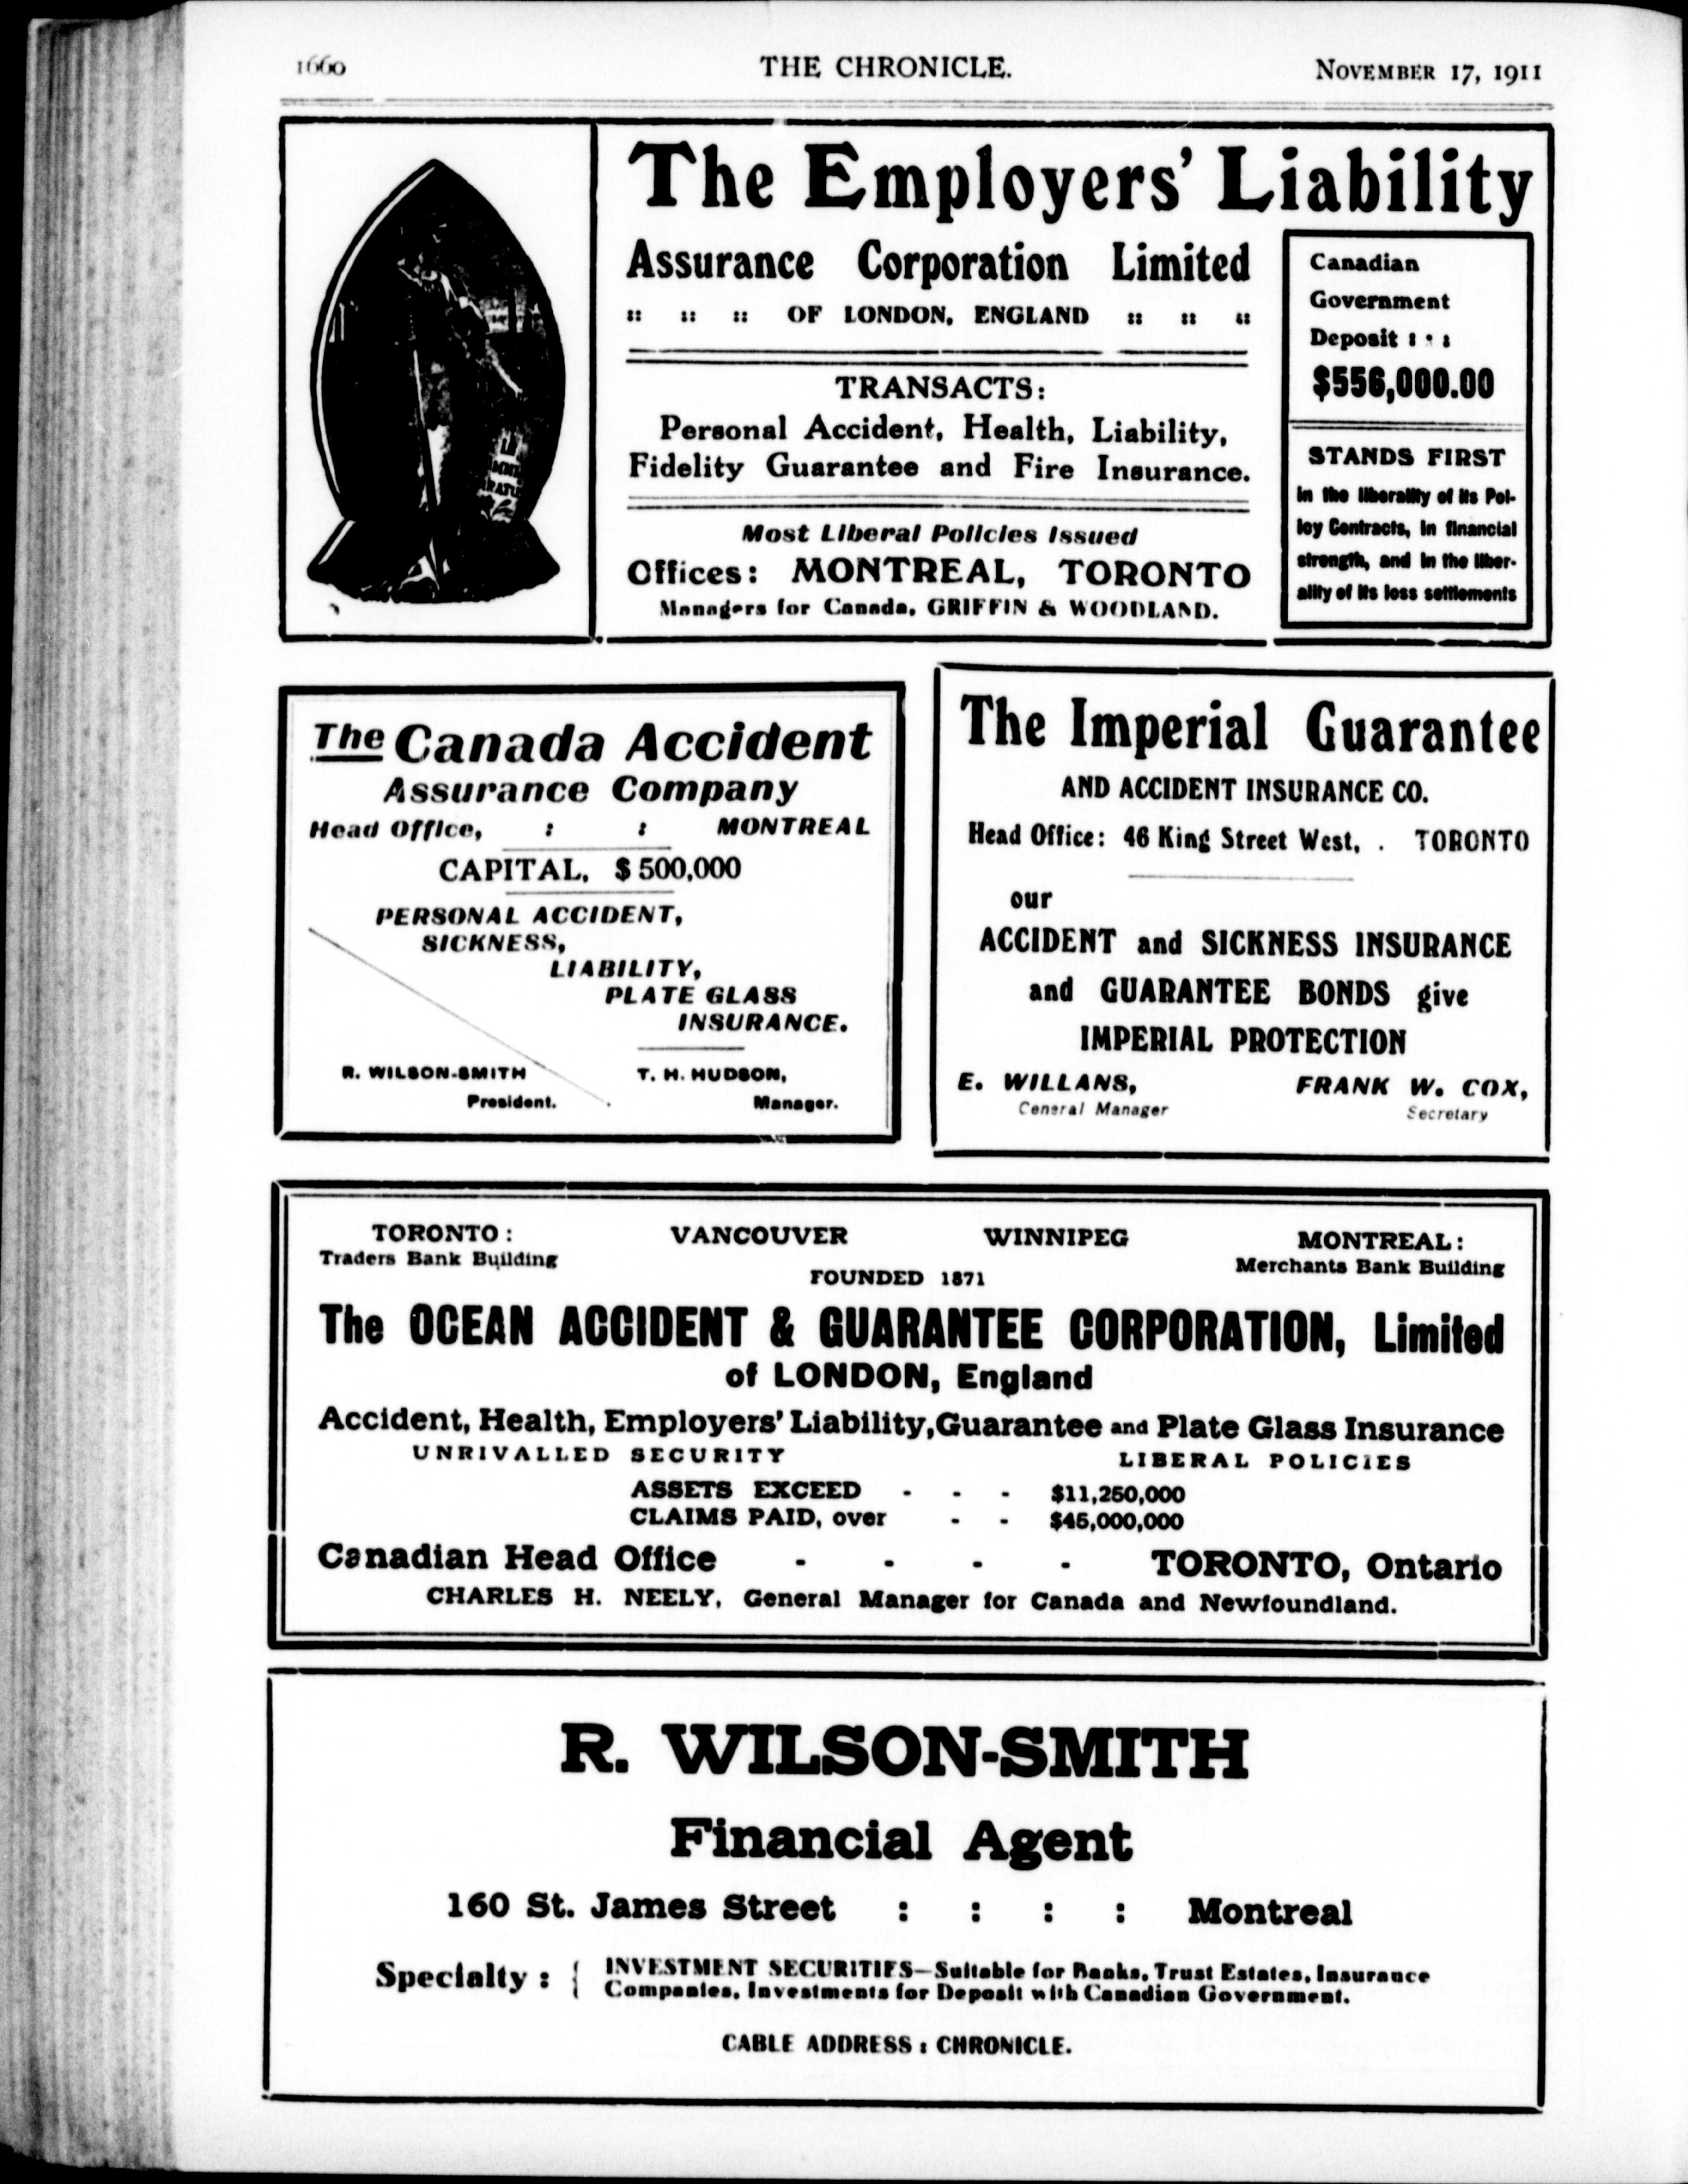 1660
THE CHRONICLE.
NOVEMBER 17, 1911
The Employers' Liability
Assurance Corporation Limited
:: :: :: OF LONDON, ENGLAND :: :: ::
TRANSACTS:
Personal Accident, Health, Liability,
Fidelity Guarantee and Fire Insurance.
Most Liberal Policies Issued
Offices: MONTREAL, TORONTO
Managers for Canada, GRIFFIN & WOODLAND.
Canadian
Government
Deposit : : :
$556,000.00
STANDS FIRST
in the liberality of its Pol-
icy Contracts, in financial
strength, and in the liber-
ality of its loss settlements
The Canada Accident
Assurance Company
Head Office, : : MONTREAL
CAPITAL, $500,000
PERSONAL ACCIDENT,
SICKNESS,
LIABILITY,
PLATE GLASS
INSURANCE.
R. WILSON-SMITH
President.
T. H. HUDSON,
Manager.
The Imperial Guarantee
AND ACCIDENT INSURANCE CO.
Head Office: 46 King Street West, . TORONTO
our
ACCIDENT and SICKNESS INSURANCE
and GUARANTEE BONDS give
IMPERIAL PROTECTION
E. WILLANS,
General Manager
FRANK W. COX,
Secretary
TORONTO: VANCOUVER WINNIPEG MONTREAL:
Traders Bank Building Merchants Bank Building
FOUNDED 1871
The OCEAN ACCIDENT & GUARANTEE CORPORATION, Limited
of LONDON, England
Accident, Health, Employers' Liability, Guarantee and Plate Glass Insurance
UNRIVALLED SECURITY LIBERAL POLICIES
ASSETS EXCEED - - - $11,250,000
CLAIMS PAID, over - - $45,000,000
Canadian Head Office - - - - TORONTO, Ontario
CHARLES H. NEELY, General Manager for Canada and Newfoundland.
R. WILSON-SMITH
Financial Agent
160 St. James Street : : : : Montreal
Specialty : { INVESTMENT SECURITIES—Suitable for Banks, Trust Estates, Insurance
Companies, Investments for Deposit with Canadian Government.
CABLE ADDRESS : CHRONICLE.